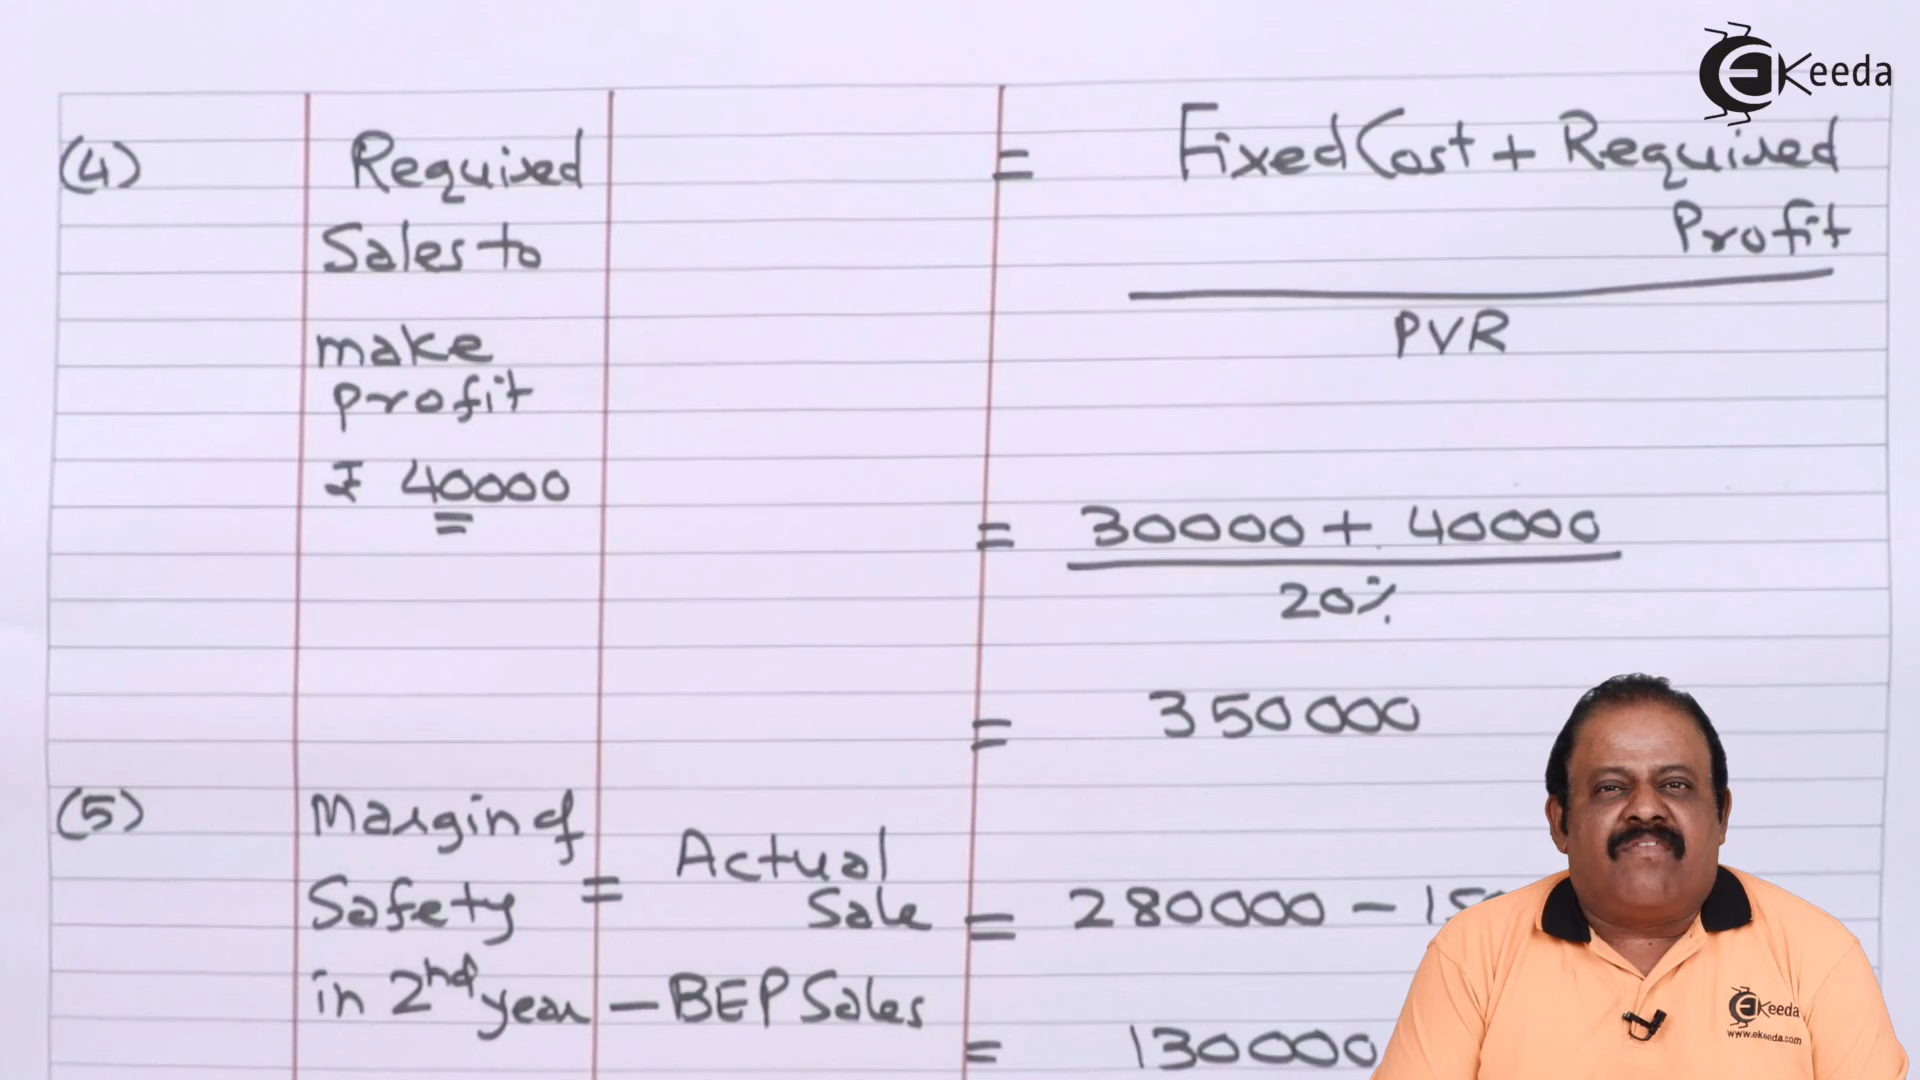 EKeeda
(4) Required = Fixed Cost + Required
Sales to Profit
make PVR
profit
₹ 40000
= 30000 + 40000
20%
= 350000
(5) Margin of
Safety = Actual
Sale = 280000 -
in 2nd year - BEP Sales
= 130000
EKeeda
www.ekeeda.com